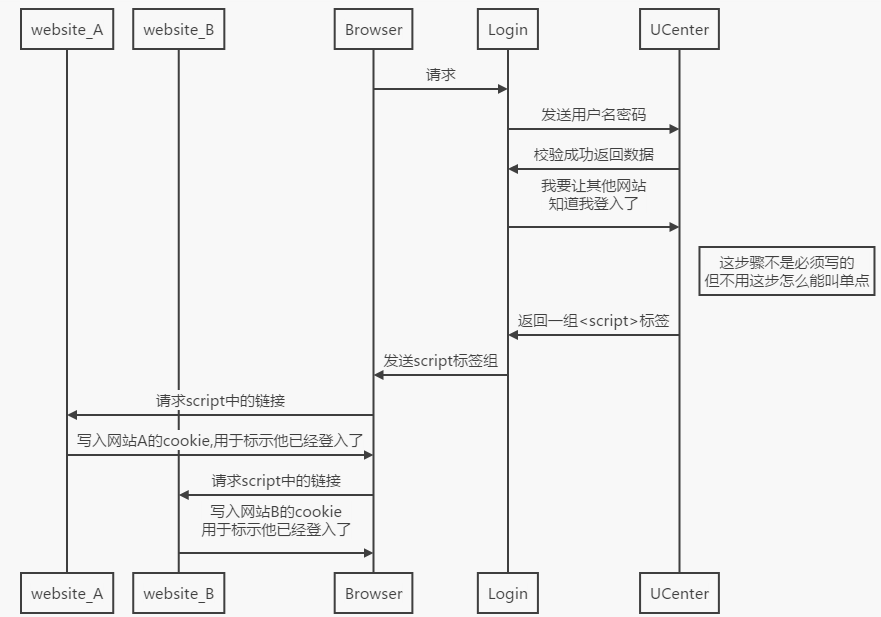 website_A
website_B
Browser
Login
UCenter
请求
发送用户名密码
校验成功返回数据
我要让其他网站
知道我登入了
这步骤不是必须写的
但不用这步怎么能叫单点
返回一组<script>标签
发送script标签组
请求script中的链接
写入网站A的cookie,用于标示他已经登入了
请求script中的链接
写入网站B的cookie
用于标示他已经登入了
website_A
website_B
Browser
Login
UCenter